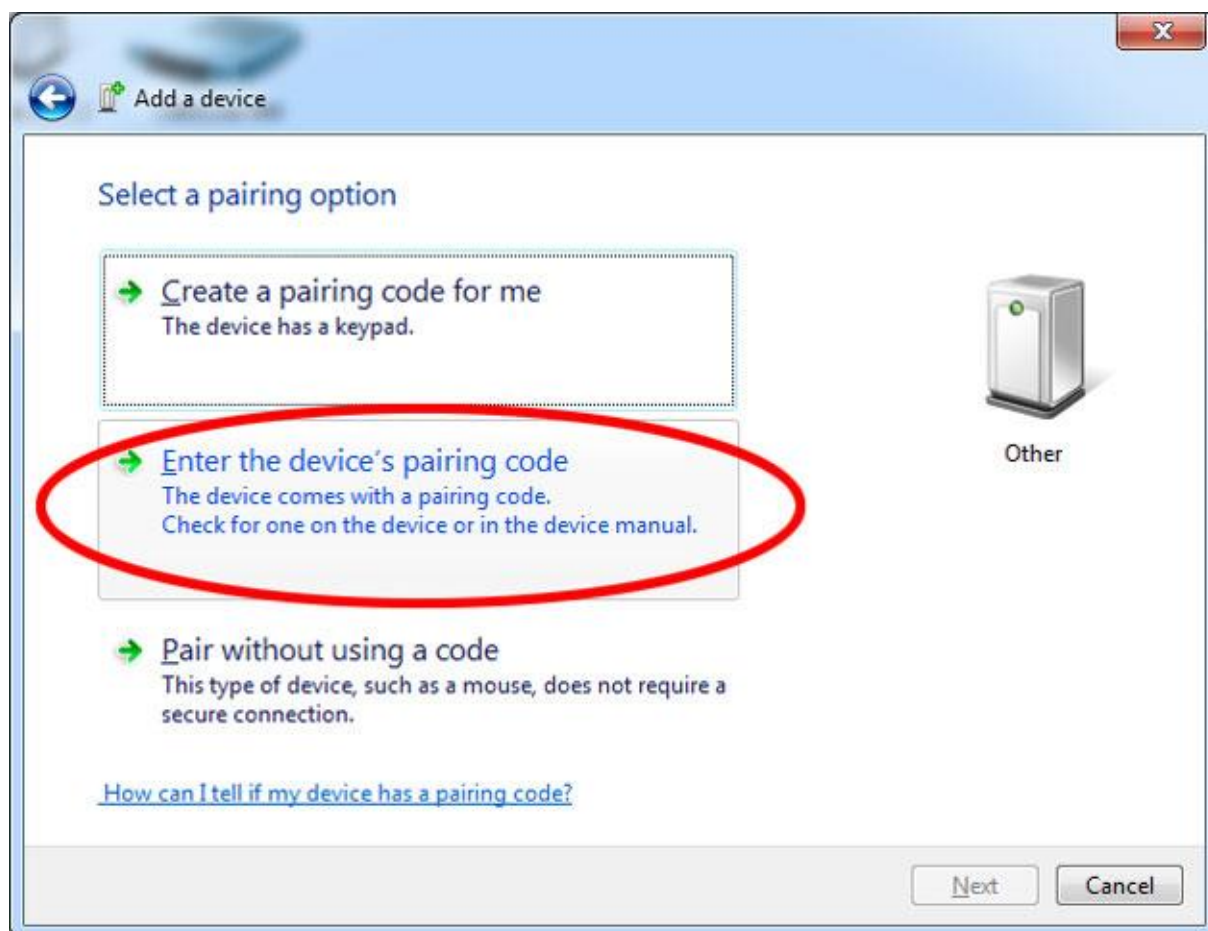 Add a device
Select a pairing option
Create a pairing code for me
The device has a keypad.
Enter the device's pairing code
The device comes with a pairing code.
Check for one on the device or in the device manual.
Other
Pair without using a code
This type of device, such as a mouse, does not require a
secure connection.
How can I tell if my device has a pairing code?
Next
Cancel